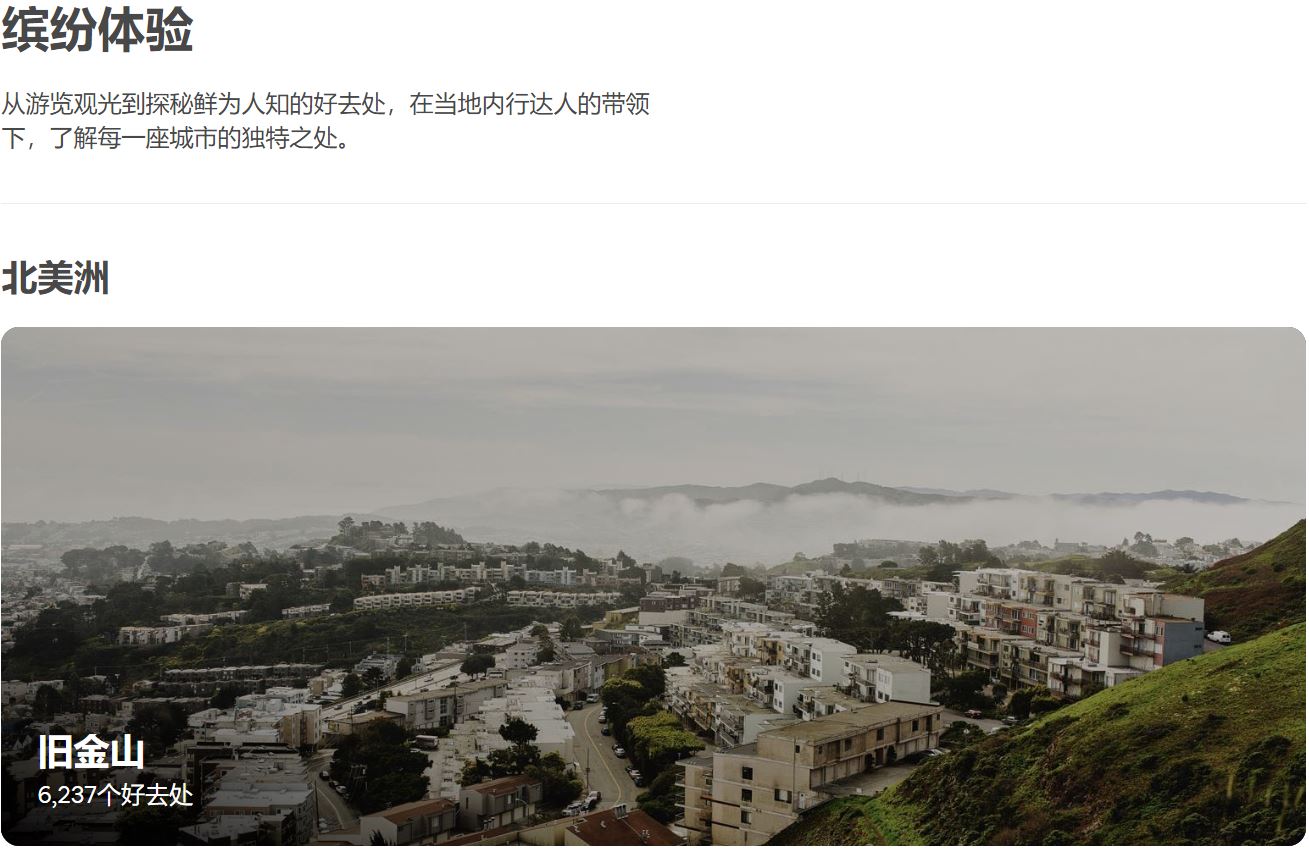 缤纷体验
从游览观光到探秘鲜为人知的好去处，在当地内行达人的带领
下，了解每一座城市的独特之处。
北美洲
旧金山
6,237个好去处